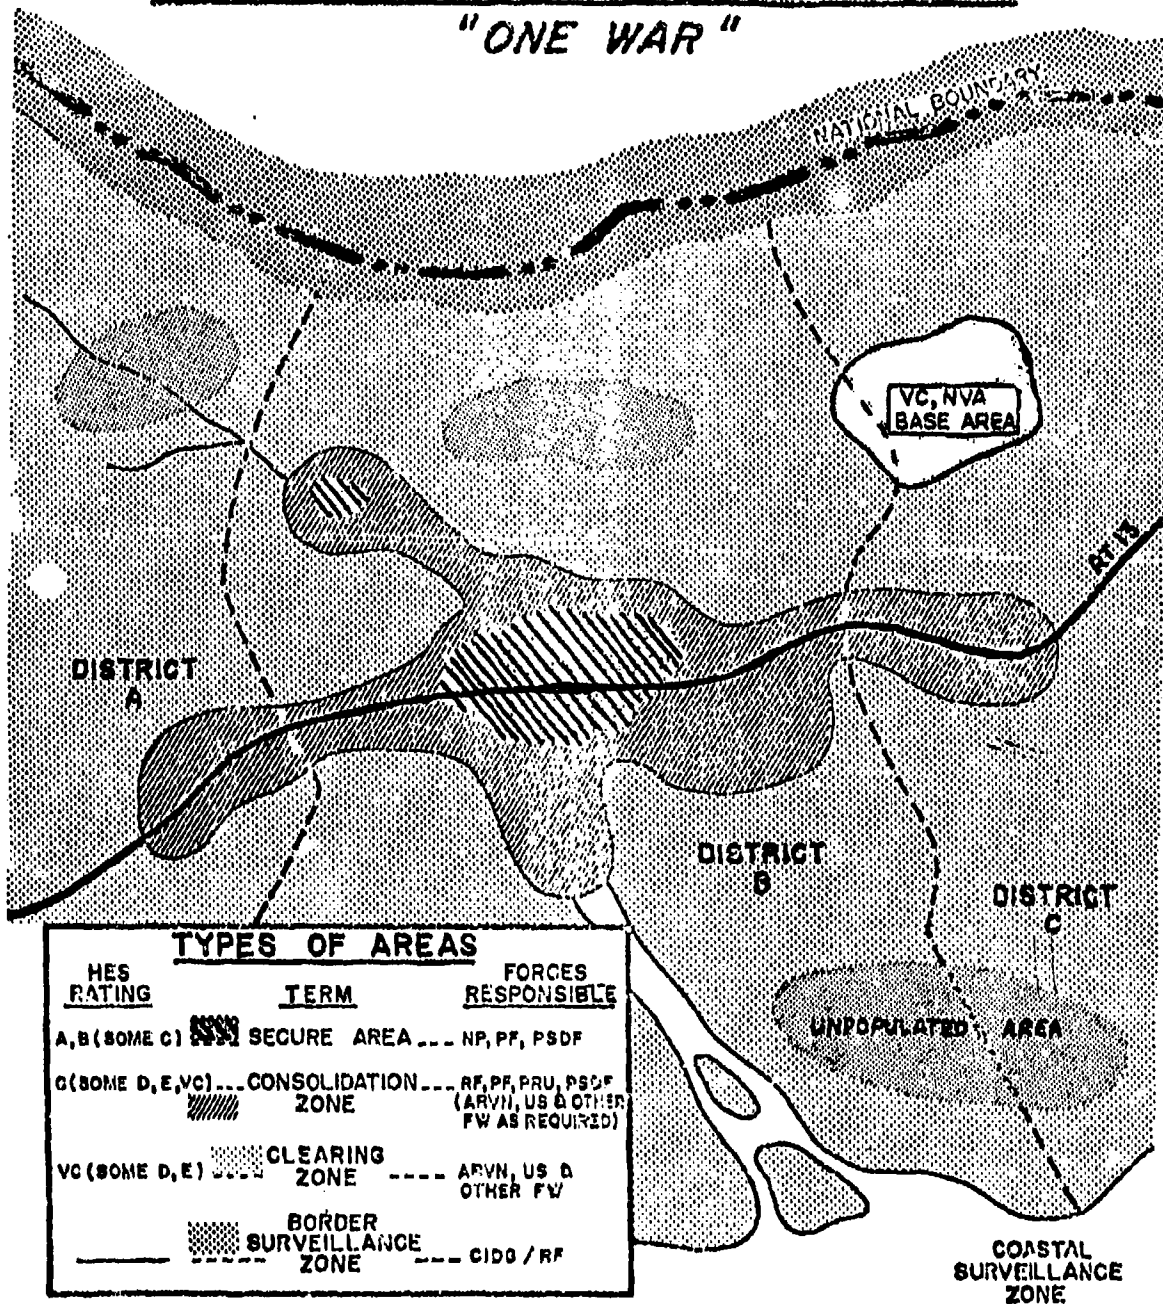 "ONE WAR"
NATIONAL BOUNDARY
VC, NVA
BASE AREA
RT 13
DISTRICT
A
DISTRICT
B
DISTRICT
C
UNPOPULATED AREA
TYPES OF AREAS
HES RATING TERM FORCES RESPONSIBLE
A, B (SOME C) SECURE AREA --- NP, PF, PSDF
C (SOME D, E, VC) --- CONSOLIDATION ZONE --- RF, PF, PRU, PSDF
(ARVN, US & OTHER
FW AS REQUIRED)
VC (SOME D, E) ---- CLEARING ZONE ---- ARVN, US &
OTHER FW
BORDER
SURVEILLANCE
ZONE --- CIDG / RF
COASTAL
SURVEILLANCE
ZONE